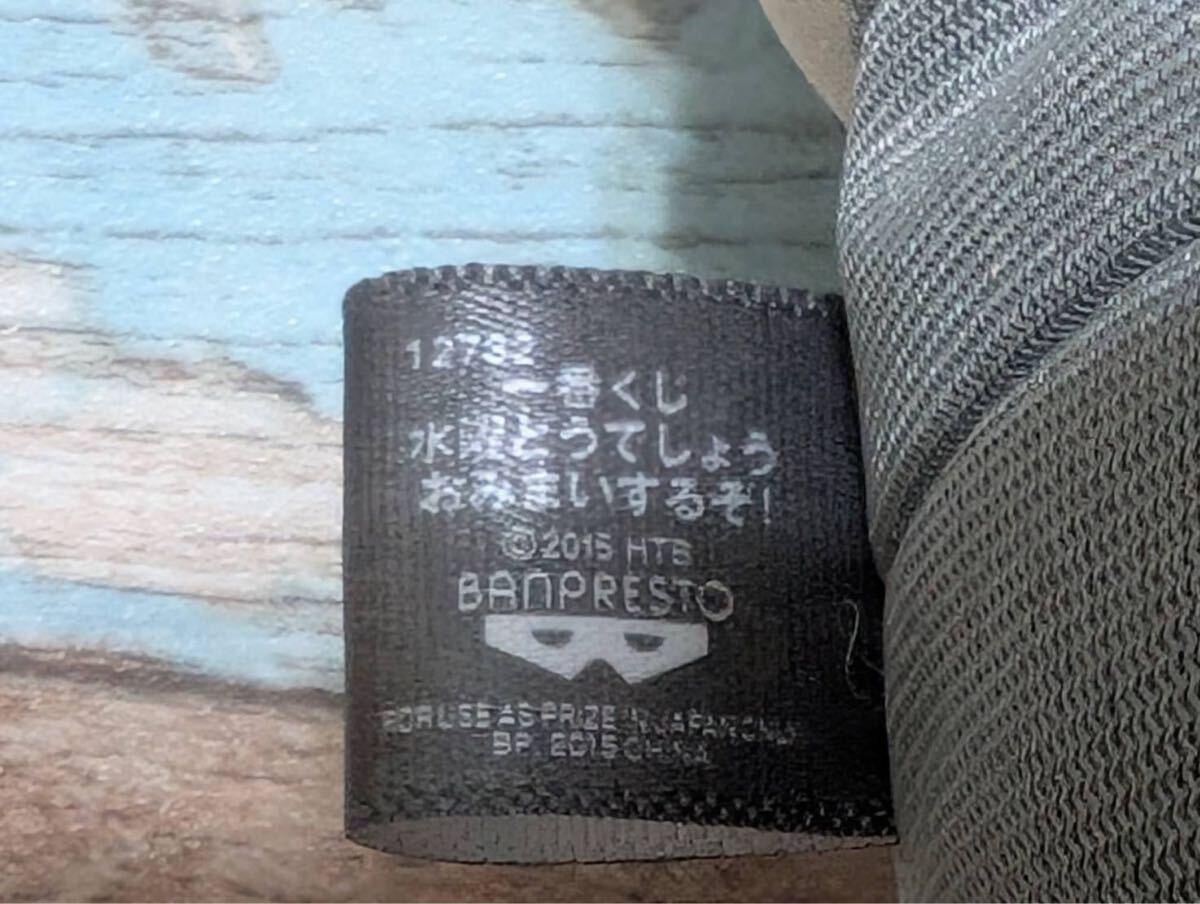 12732
一番くじ
水曜どうでしょう
おみまいするぞ!
©2015 HTB
BANPRESTO
FOR USE AS PRIZE IN JAPAN ONLY
BP 2015 CHINA